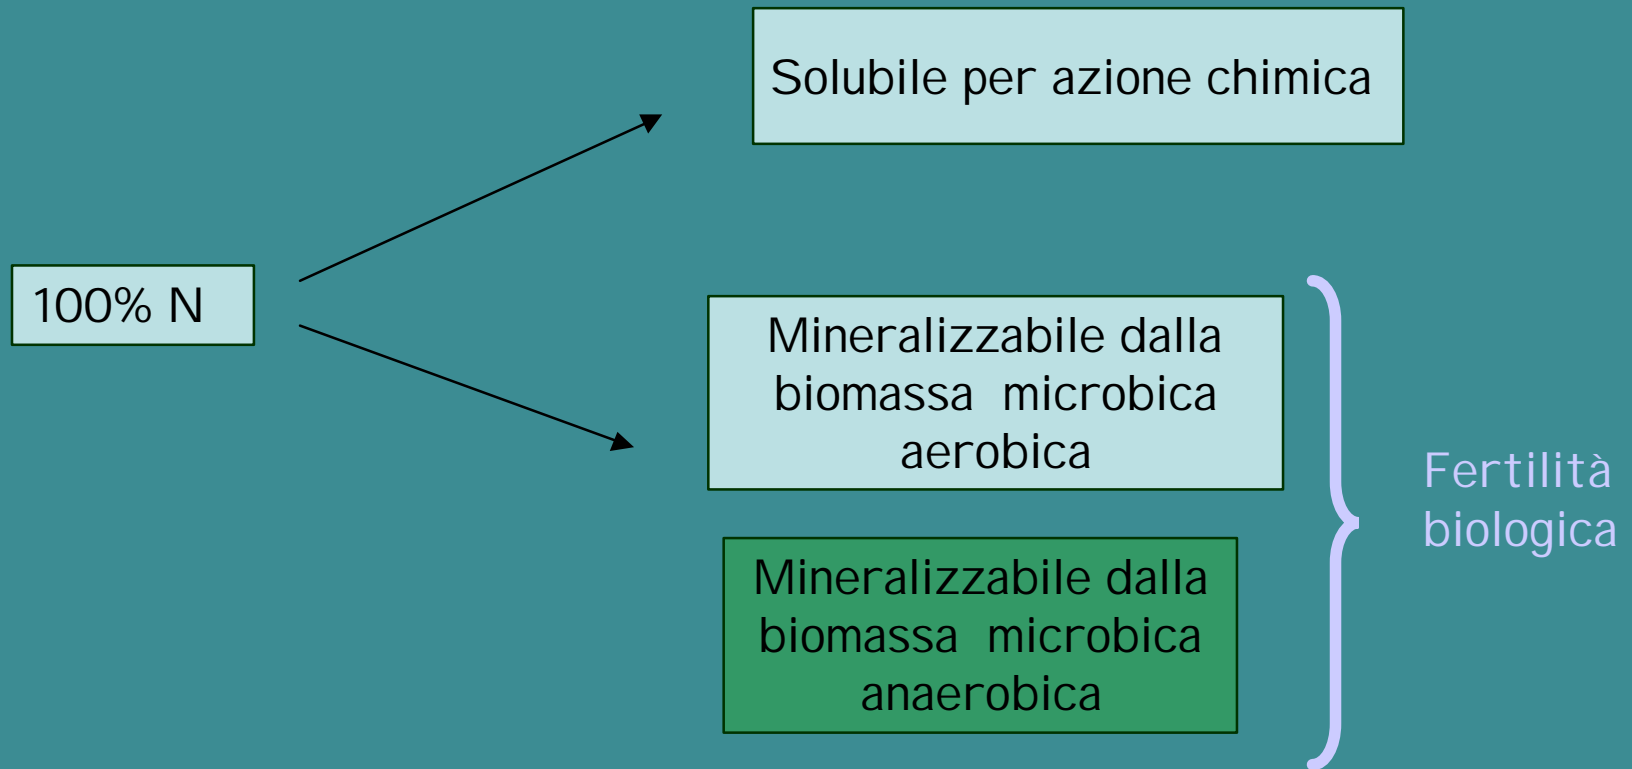 Solubile per azione chimica
100% N
Mineralizzabile dalla
biomassa microbica
aerobica
Fertilità
biologica
Mineralizzabile dalla
biomassa microbica
anaerobica